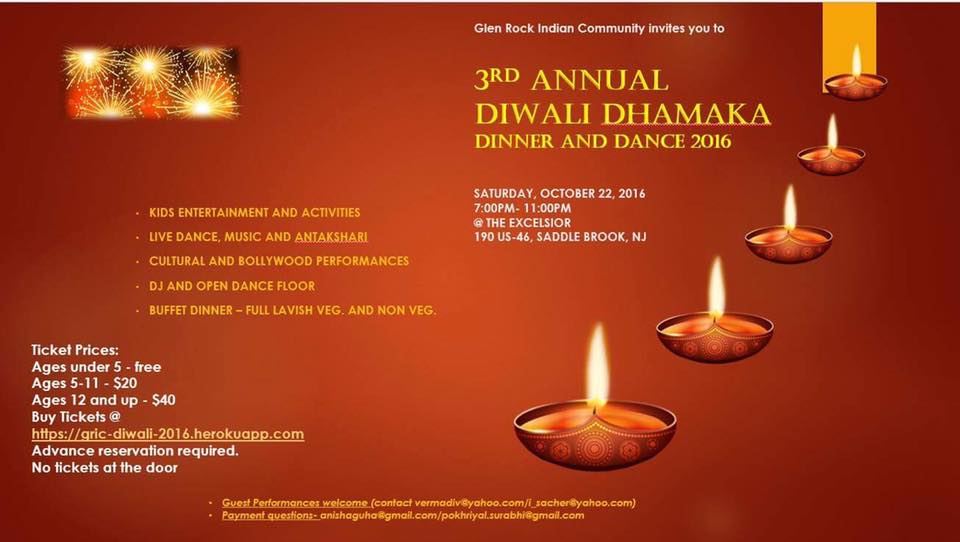 Glen Rock Indian Community invites you to
3RD ANNUAL
DIWALI DHAMAKA
DINNER AND DANCE 2016
SATURDAY, OCTOBER 22, 2016
7:00PM- 11:00PM
@ THE EXCELSIOR
190 US-46, SADDLE BROOK, NJ
• KIDS ENTERTAINMENT AND ACTIVITIES
• LIVE DANCE, MUSIC AND ANTAKSHARI
• CULTURAL AND BOLLYWOOD PERFORMANCES
• DJ AND OPEN DANCE FLOOR
• BUFFET DINNER – FULL LAVISH VEG. AND NON VEG.
Ticket Prices:
Ages under 5 - free
Ages 5-11 - $20
Ages 12 and up - $40
Buy Tickets @
https://gric-diwali-2016.herokuapp.com
Advance reservation required.
No tickets at the door
• Guest Performances welcome (contact vermadiv@yahoo.com/i_sacher@yahoo.com)
• Payment questions- anishaguha@gmail.com/pokhriyal.surabhi@gmail.com